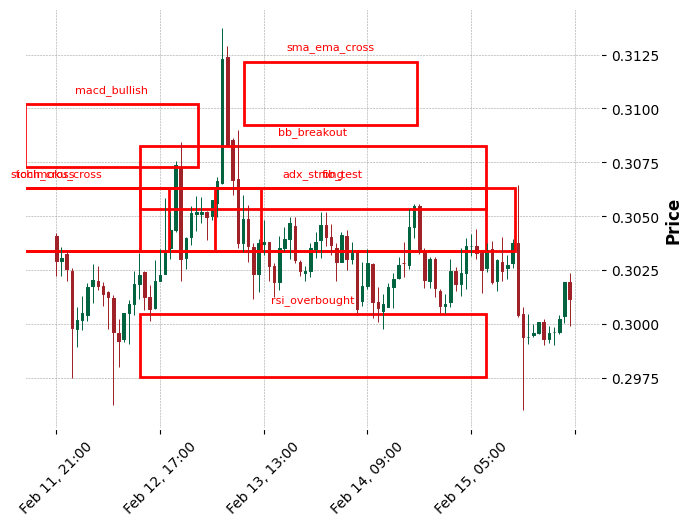 sma_ema_cross
macd_bullish
bb_breakout
adx_strong
rsi_overbought
0.3125
0.3100
0.3075
0.3050
0.3025
0.3000
0.2975
Price
Feb 11, 21:00
Feb 12, 17:00
Feb 13, 13:00
Feb 14, 09:00
Feb 15, 05:00